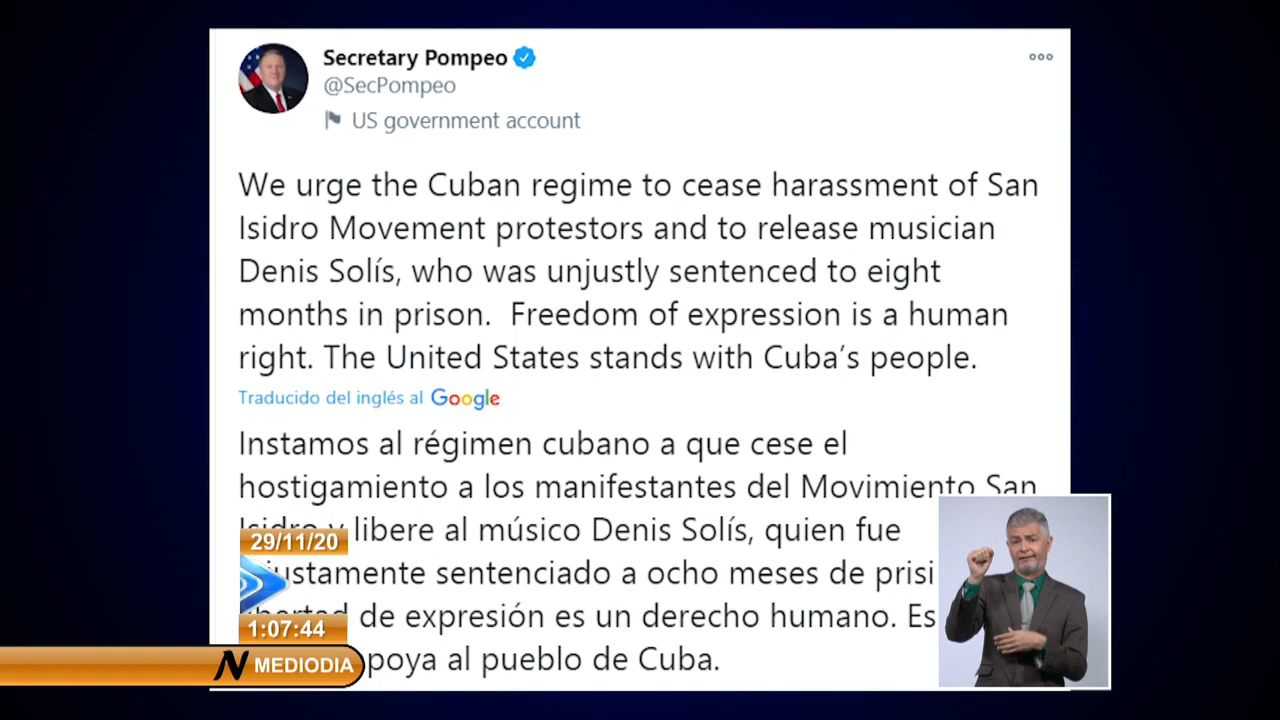 Secretary Pompeo
@SecPompeo
US government account
We urge the Cuban regime to cease harassment of San
Isidro Movement protestors and to release musician
Denis Solís, who was unjustly sentenced to eight
months in prison.  Freedom of expression is a human
right. The United States stands with Cuba's people.
Traducido del inglés al Google
Instamos al régimen cubano a que cese el
hostigamiento a los manifestantes del Movimiento San
Isidro y libere al músico Denis Solís, quien fue
sentenciado a ocho meses de
de expresión es un derecho humano.
al pueblo de Cuba.
29/11/20
1:07:44
N MEDIODIA